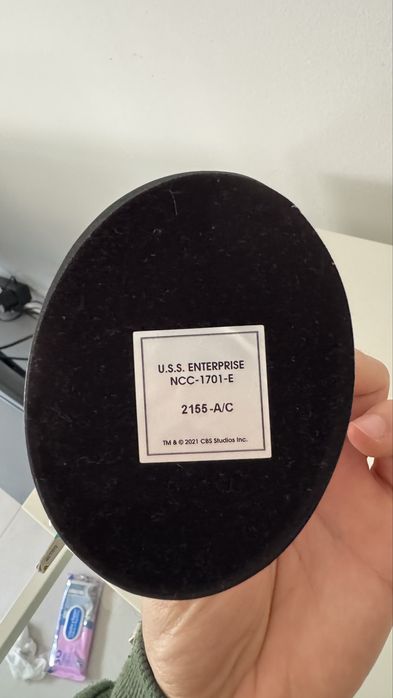 U.S.S. ENTERPRISE
NCC-1701-E
2155-A/C
TM & © 2021 CBS Studios Inc.